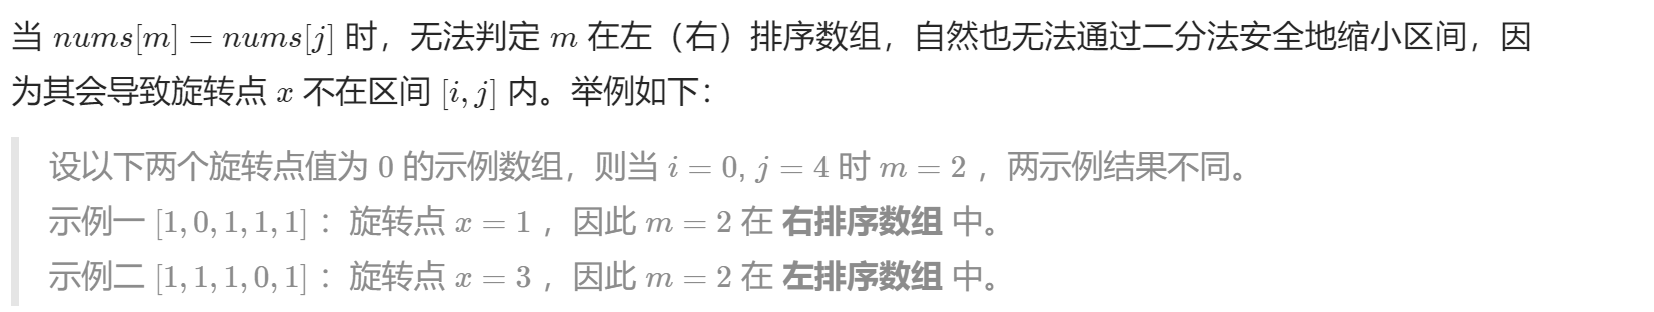 当 nums[m] = nums[j] 时，无法判定 m 在左（右）排序数组，自然也无法通过二分法安全地缩小区间，因
为其会导致旋转点 x 不在区间 [i, j] 内。举例如下：
设以下两个旋转点值为 0 的示例数组，则当 i = 0, j = 4 时 m = 2 ，两示例结果不同。
示例一 [1, 0, 1, 1, 1] ：旋转点 x = 1 ，因此 m = 2 在 右排序数组 中。
示例二 [1, 1, 1, 0, 1] ：旋转点 x = 3 ，因此 m = 2 在 左排序数组 中。